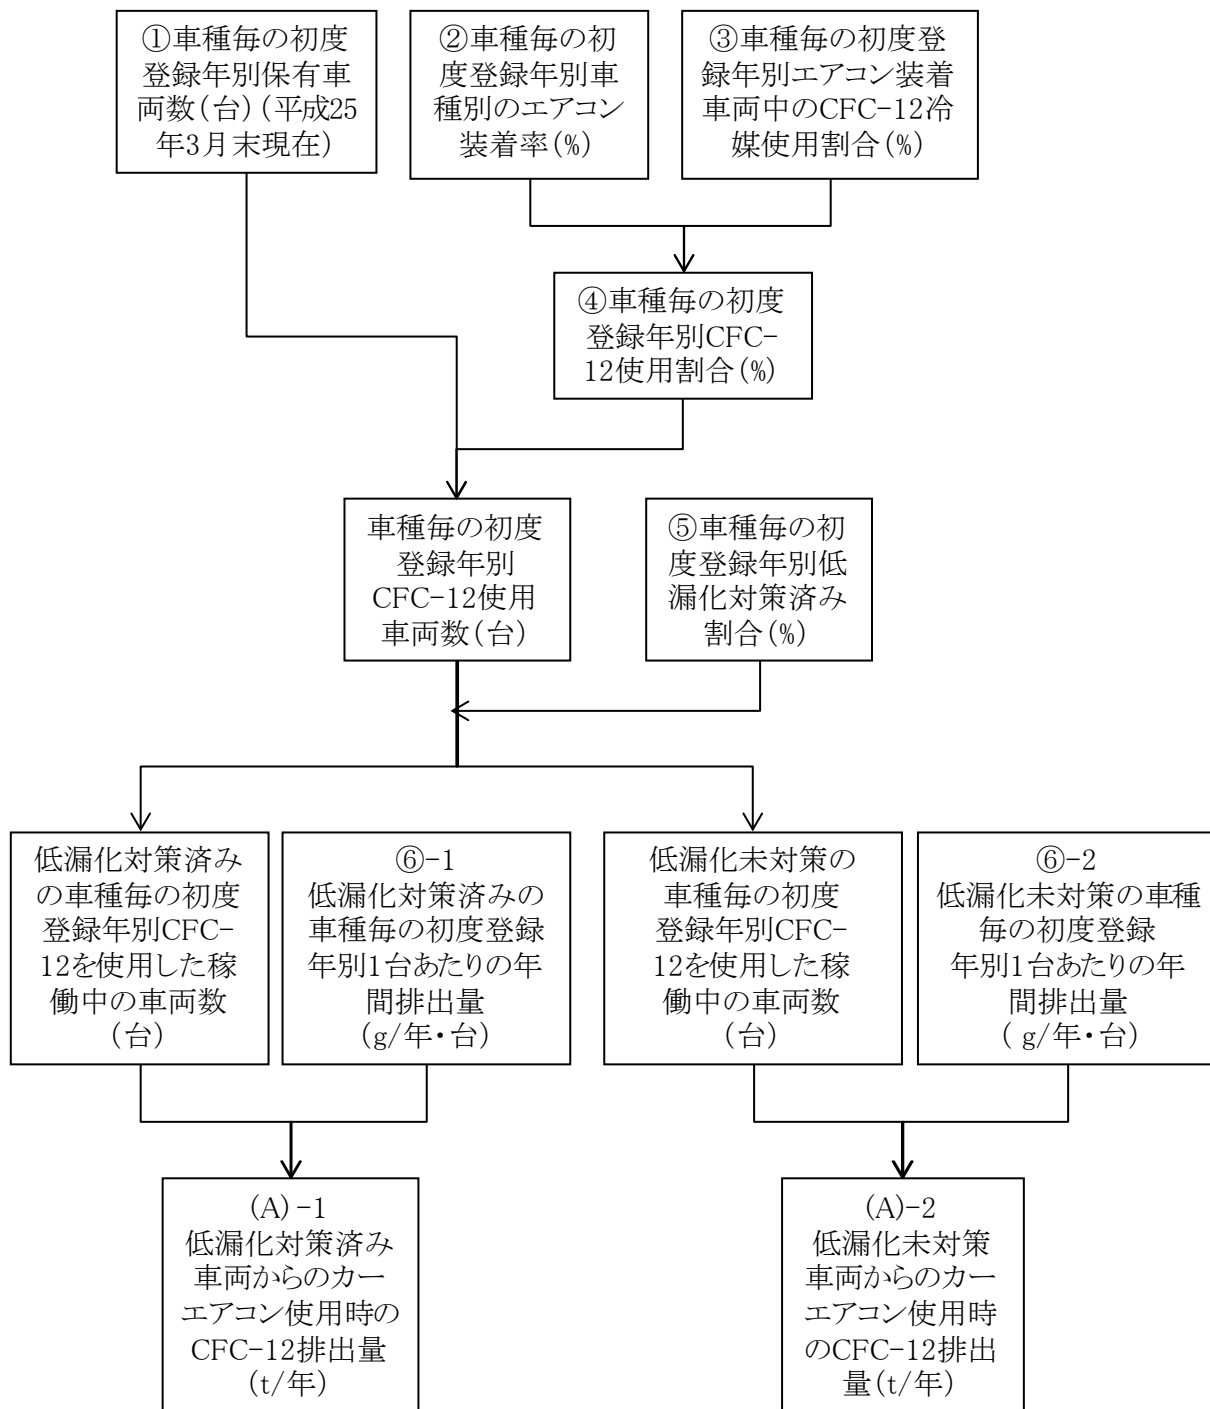 ①車種毎の初度
登録年別保有車
両数(台)(平成25
年3月末現在)
②車種毎の初
度登録年別車
種別のエアコン
装着率(%)
③車種毎の初度登
録年別エアコン装着
車両中のCFC-12冷
媒使用割合(%)
④車種毎の初度
登録年別CFC-
12使用割合(%)
車種毎の初度
登録年別
CFC-12使用
車両数(台)
⑤車種毎の初
度登録年別低
漏化対策済み
割合(%)
低漏化対策済み
の車種毎の初度
登録年別CFC-
12を使用した稼
働中の車両数
(台)
⑥-1
低漏化対策済みの
車種毎の初度登録
年別1台あたりの年
間排出量
(g/年・台)
低漏化未対策の
車種毎の初度
登録年別CFC-
12を使用した稼
働中の車両数
(台)
⑥-2
低漏化未対策の車種
毎の初度登録
年別1台あたりの年
間排出量
( g/年・台)
(A)-1
低漏化対策済み
車両からのカー
エアコン使用時の
CFC-12排出量
(t/年)
(A)-2
低漏化未対策
車両からのカー
エアコン使用時
のCFC-12排出
量(t/年)